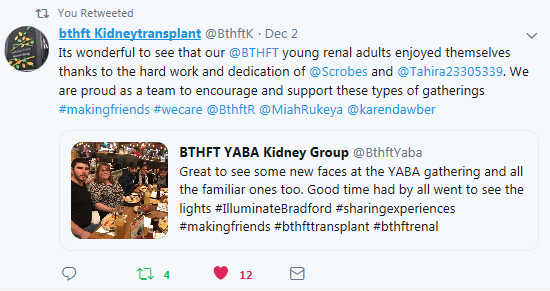 You Retweeted
bthft Kidneytransplant @BthftK · Dec 2
Its wonderful to see that our @BTHFT young renal adults enjoyed themselves
thanks to the hard work and dedication of @Scrobes and @Tahira23305339. We
are proud as a team to encourage and support these types of gatherings
#makingfriends #wecare @BthftR @MiahRukeya @karendawber
BTHFT YABA Kidney Group @BthftYaba
Great to see some new faces at the YABA gathering and all
the familiar ones too. Good time had by all went to see the
lights #IlluminateBradford #sharingexperiences
#makingfriends #bthfttransplant #bthftrenal
4
12